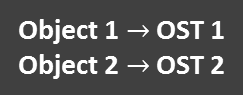 Object 1 → OST 1
Object 2 → OST 2